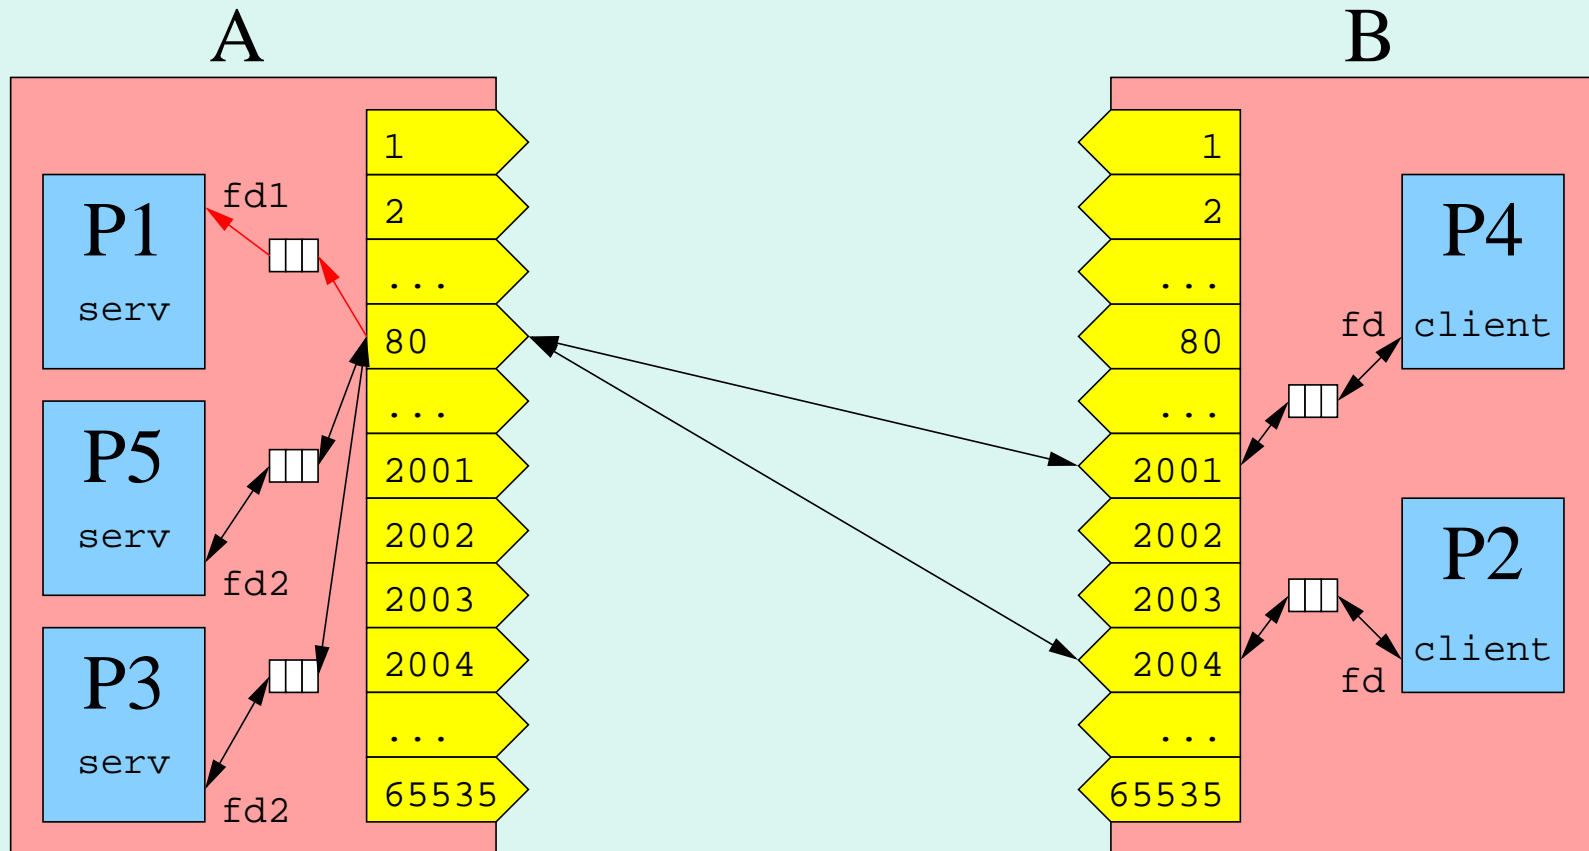 A
B
1
2
...
80
...
2001
2002
2003
2004
...
65535
P1
serv
fd1
P5
serv
fd2
P3
serv
fd2
1
2
...
80
...
2001
2002
2003
2004
...
65535
P4
fd client
P2
client
fd